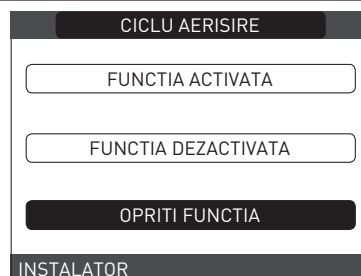 CICLU AERISIRE
FUNCTIA ACTIVATA
FUNCTIA DEZACTIVATA
OPRITI FUNCTIA
INSTALATOR